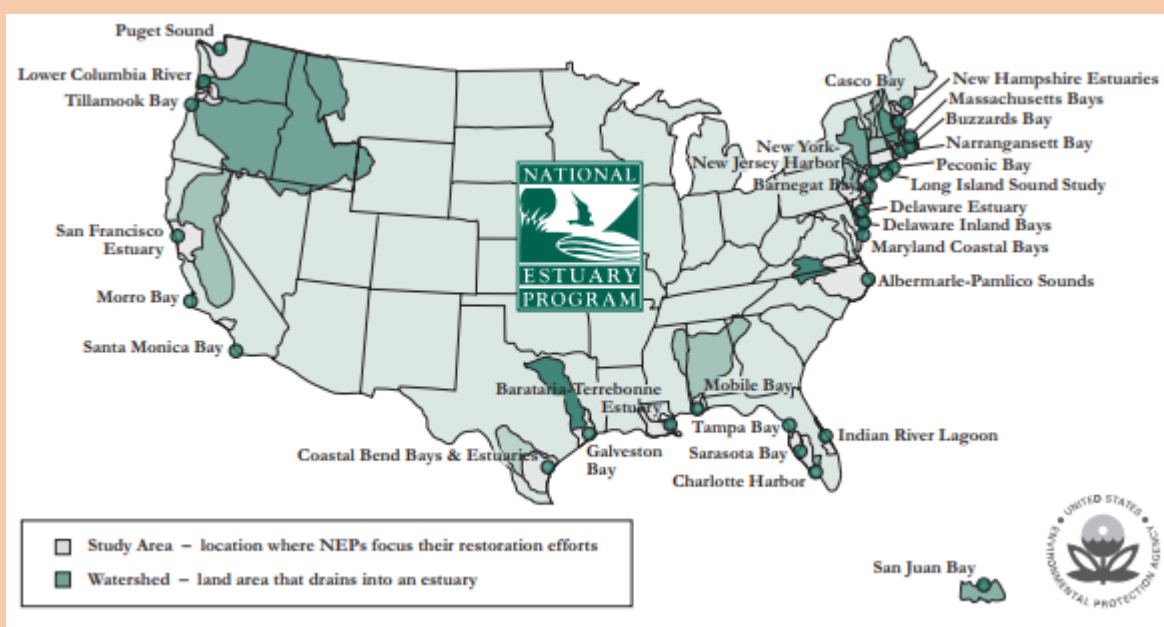 Puget Sound
Lower Columbia River
Tillamook Bay
San Francisco
Estuary
Morro Bay
Santa Monica Bay
NATIONAL
ESTUARY
PROGRAM
Casco Bay
New Hampshire Estuaries
Massachusetts Bays
Buzzards Bay
Narrangansett Bay
New York-
New Jersey Harbor
Peconic Bay
Barnegat Bay
Long Island Sound Study
Delaware Estuary
Delaware Inland Bays
Maryland Coastal Bays
Albermarle-Pamlico Sounds
Barataria-Terrebonne
Estuary
Mobile Bay
Coastal Bend Bays & Estuaries
Galveston
Bay
Tampa Bay
Sarasota Bay
Charlotte Harbor
Indian River Lagoon
Study Area – location where NEPs focus their restoration efforts
Watershed – land area that drains into an estuary
San Juan Bay
UNITED STATES
ENVIRONMENTAL PROTECTION AGENCY